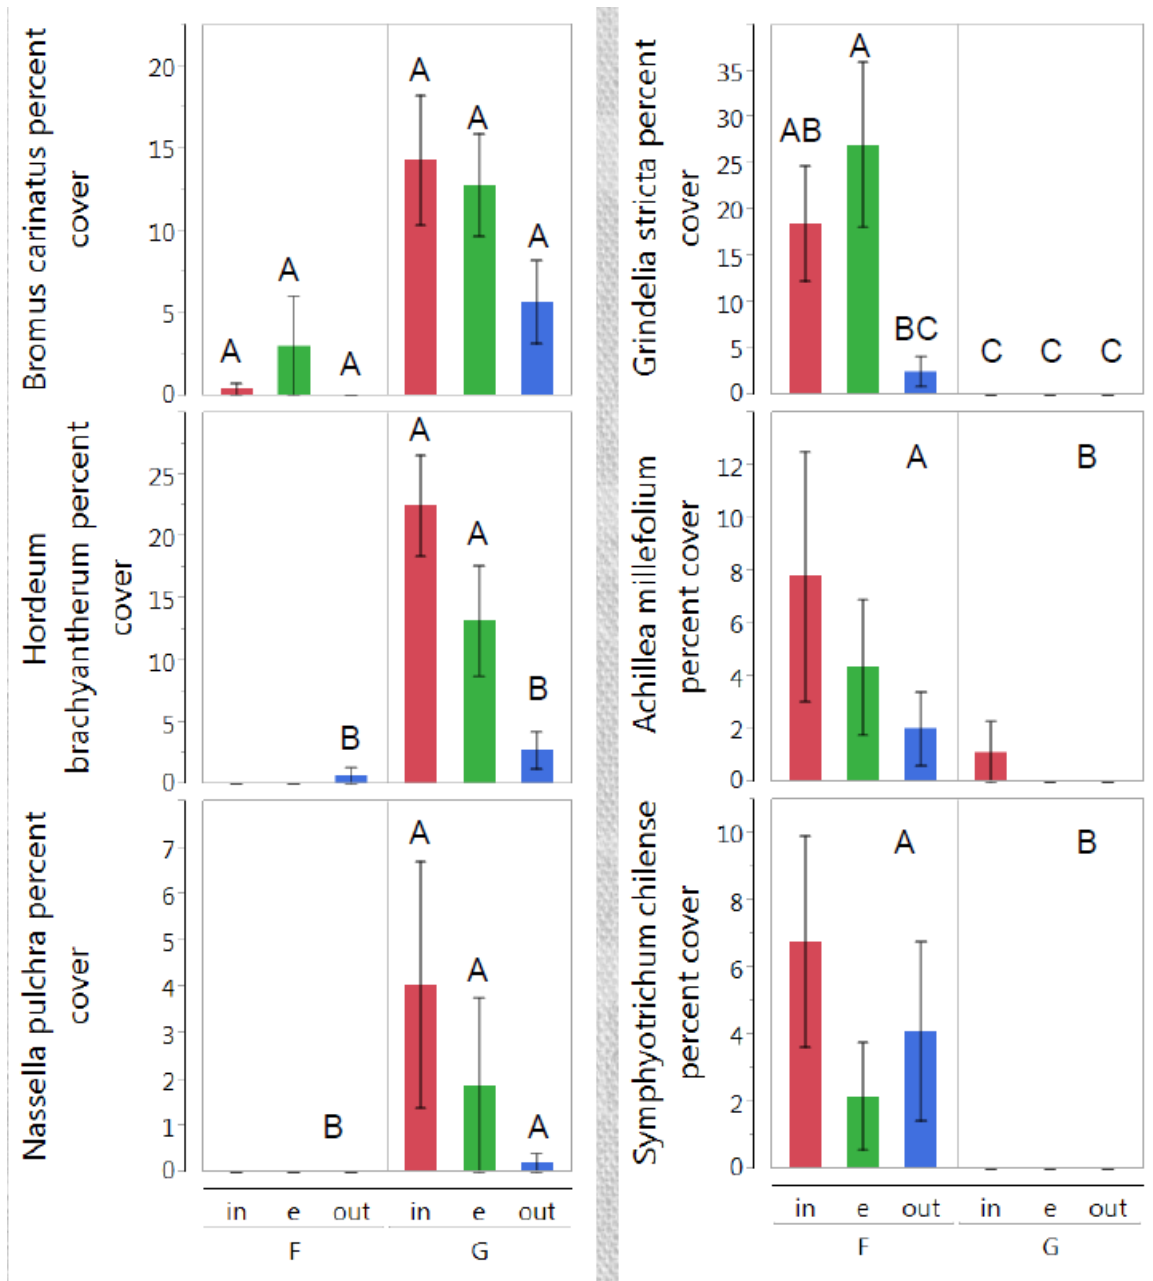 Bromus carinatus percent
cover
20
15
10
5
0
A
A
A
A
A
A
Hordeum
brachyantherum percent
cover
25
20
15
10
5
0
B
A
A
B
Nassella pulchra percent
cover
7
6
5
4
3
2
1
0
B
A
A
A
in
e
out
in
e
out
F
G
Grindelia stricta percent
cover
35
30
25
20
15
10
5
0
AB
A
BC
C
C
C
Achillea millefolium
percent cover
12
10
8
6
4
2
0
A
B
Symphyotrichum chilense
percent cover
10
8
6
4
2
0
A
B
in
e
out
in
e
out
F
G